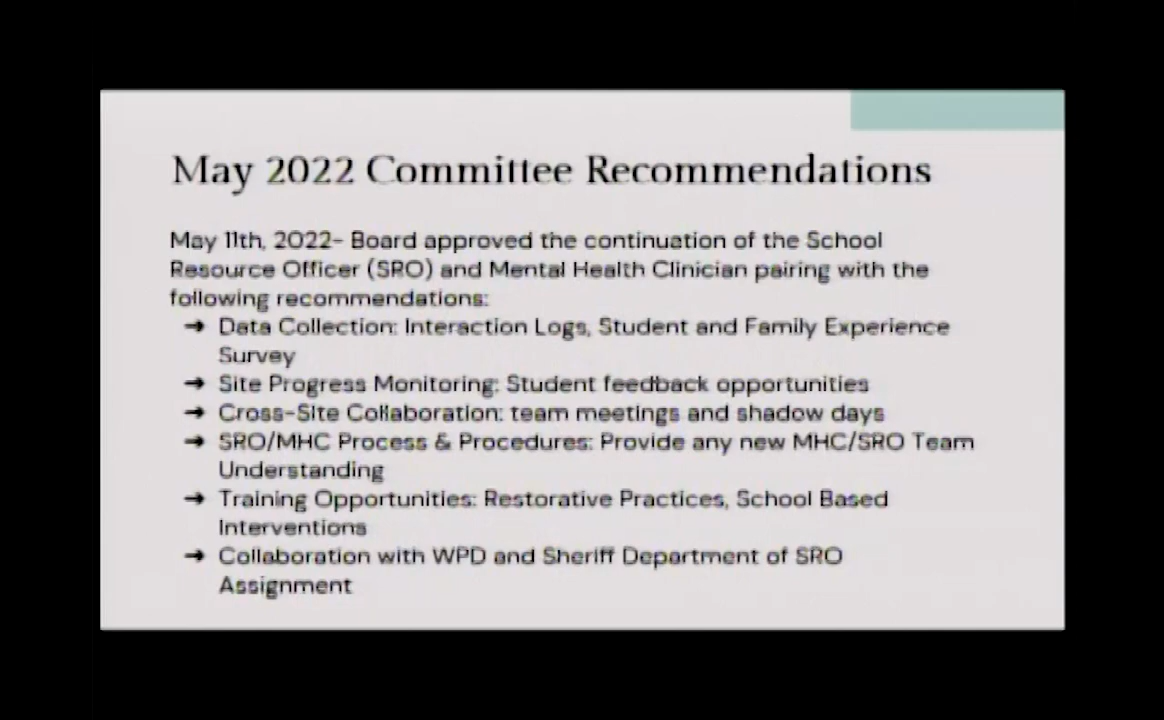 May 2022 Committee Recommendations
May 11th, 2022- Board approved the continuation of the School
Resource Officer (SRO) and Mental Health Clinician pairing with the
following recommendations:
➔ Data Collection: Interaction Logs, Student and Family Experience
Survey
➔ Site Progress Monitoring: Student feedback opportunities
➔ Cross-Site Collaboration: team meetings and shadow days
➔ SRO/MHC Process & Procedures: Provide any new MHC/SRO Team
Understanding
➔ Training Opportunities: Restorative Practices, School Based
Interventions
➔ Collaboration with WPD and Sheriff Department of SRO
Assignment